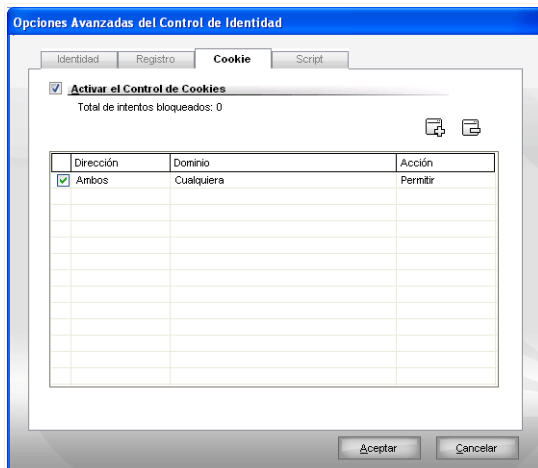 Opciones Avanzadas del Control de Identidad
Identidad Registro Cookie Script
Activar el Control de Cookies
Total de intentos bloqueados: 0
Dirección Dominio Acción
Ambos Cualquiera Permitir
Aceptar Cancelar